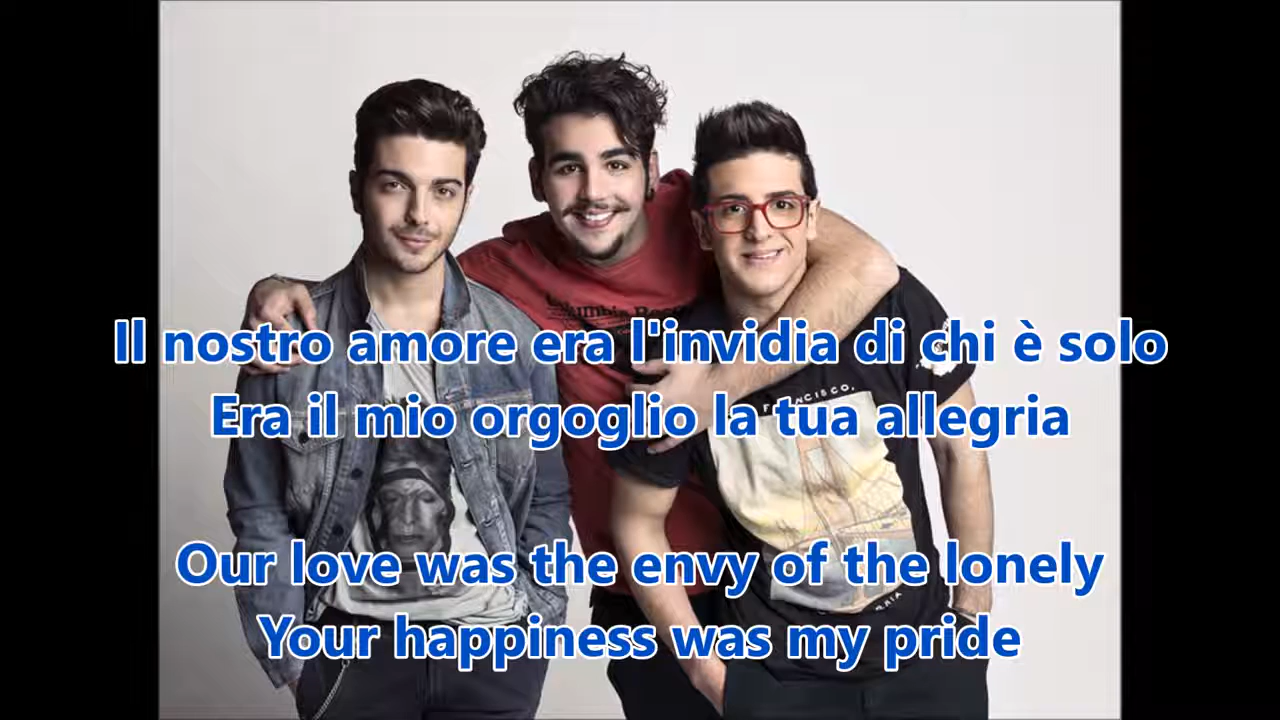 Il nostro amore era l'invidia di chi è solo
Era il mio orgoglio la tua allegria
Our love was the envy of the lonely
Your happiness was my pride